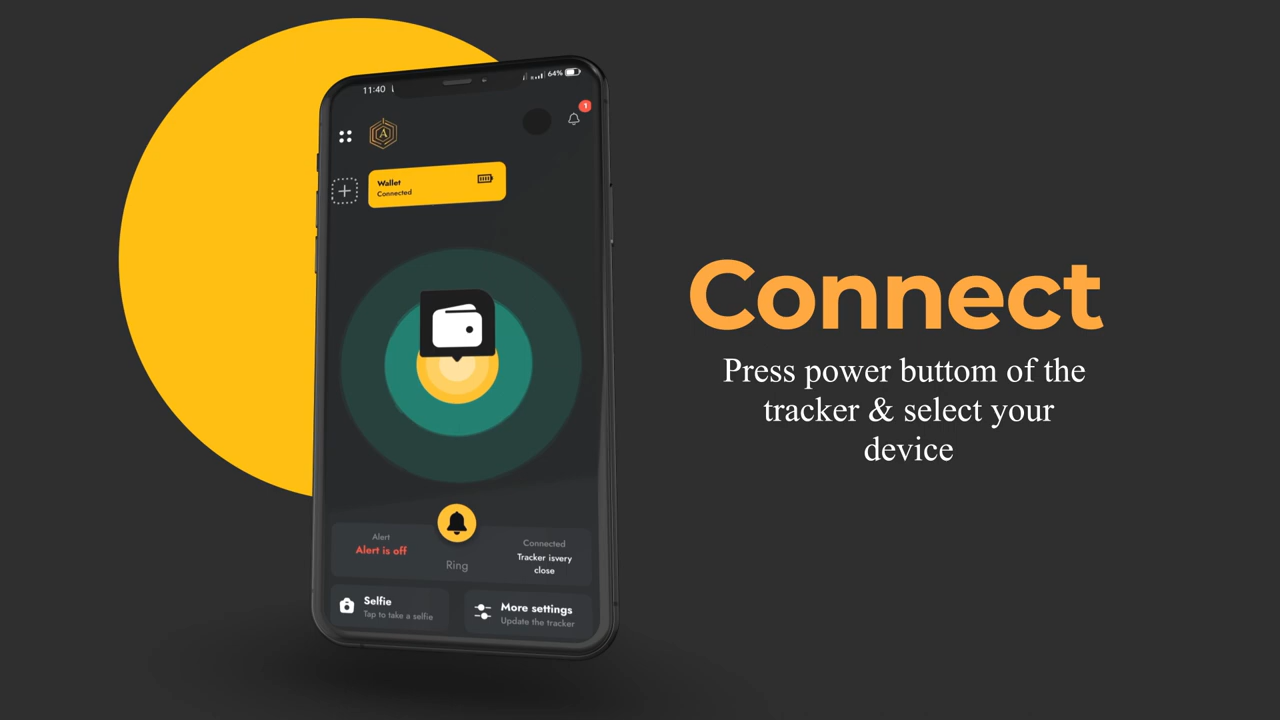 11:40
64%
1
A
Wallet
Connected
Connect
Press power buttom of the
tracker & select your
device
Alert
Alert is off
Ring
Connected
Tracker isvery
close
Selfie
Tap to take a selfie
More settings
Update the tracker